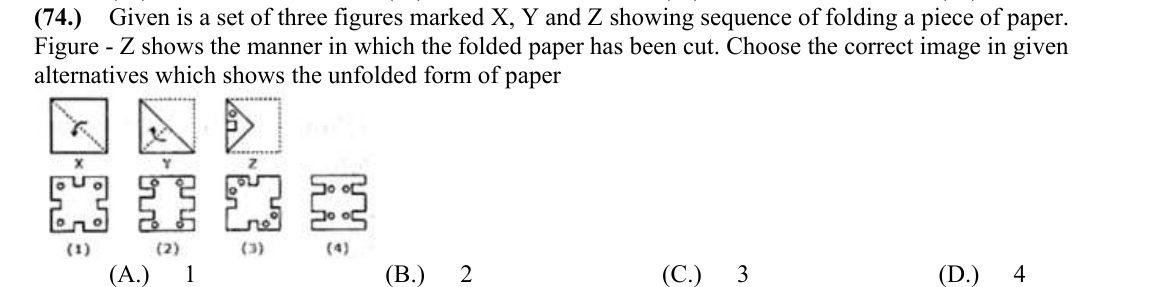 (74.) Given is a set of three figures marked X, Y and Z showing sequence of folding a piece of paper.
Figure - Z shows the manner in which the folded paper has been cut. Choose the correct image in given
alternatives which shows the unfolded form of paper
X Y Z
(1) (2) (3) (4)
(A.) 1 (B.) 2 (C.) 3 (D.) 4